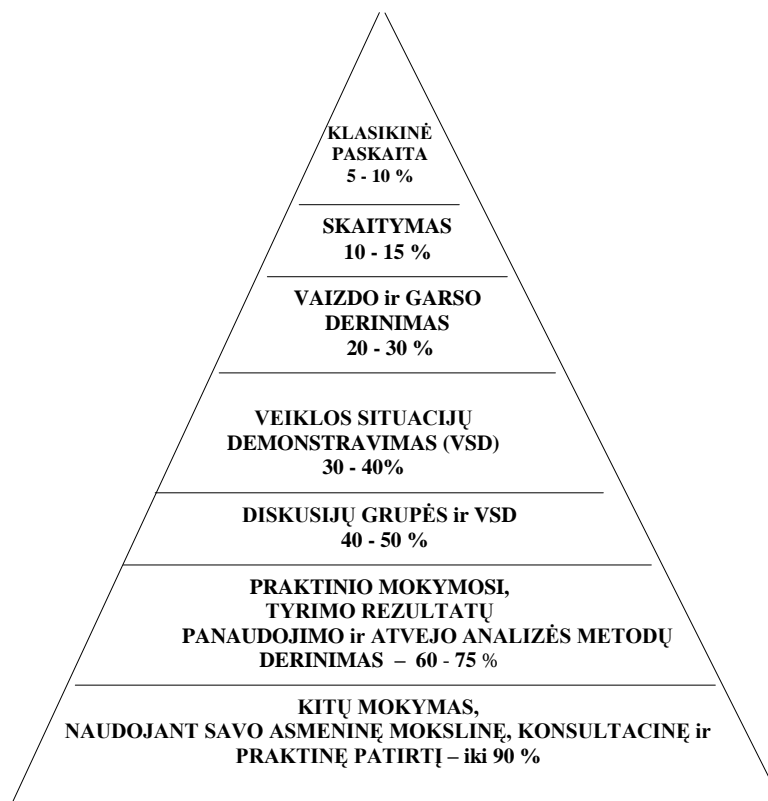 KLASIKINĖ
PASKAITA
5 - 10 %
SKAITYMAS
10 - 15 %
VAIZDO ir GARSO
DERINIMAS
20 - 30 %
VEIKLOS SITUACIJŲ
DEMONSTRAVIMAS (VSD)
30 - 40%
DISKUSIJŲ GRUPĖS ir VSD
40 - 50 %
PRAKTINIO MOKYMOSI,
TYRIMO REZULTATŲ
PANAUDOJIMO ir ATVEJO ANALIZĖS METODŲ
DERINIMAS – 60 - 75 %
KITŲ MOKYMAS,
NAUDOJANT SAVO ASMENINĘ MOKSLINĘ, KONSULTACINĘ ir
PRAKTINĘ PATIRTĮ – iki 90 %